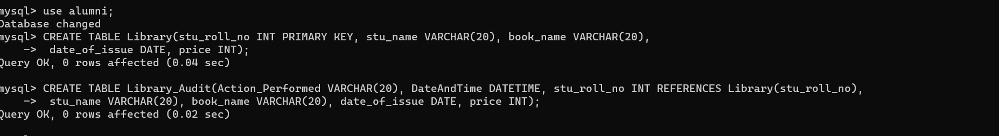 mysql> use alumni;
Database changed
mysql> CREATE TABLE Library(stu_roll_no INT PRIMARY KEY, stu_name VARCHAR(20), book_name VARCHAR(20),
    ->  date_of_issue DATE, price INT);
Query OK, 0 rows affected (0.04 sec)
mysql> CREATE TABLE Library_Audit(Action_Performed VARCHAR(20), DateAndTime DATETIME, stu_roll_no INT REFERENCES Library(stu_roll_no),
    ->  stu_name VARCHAR(20), book_name VARCHAR(20), date_of_issue DATE, price INT);
Query OK, 0 rows affected (0.02 sec)